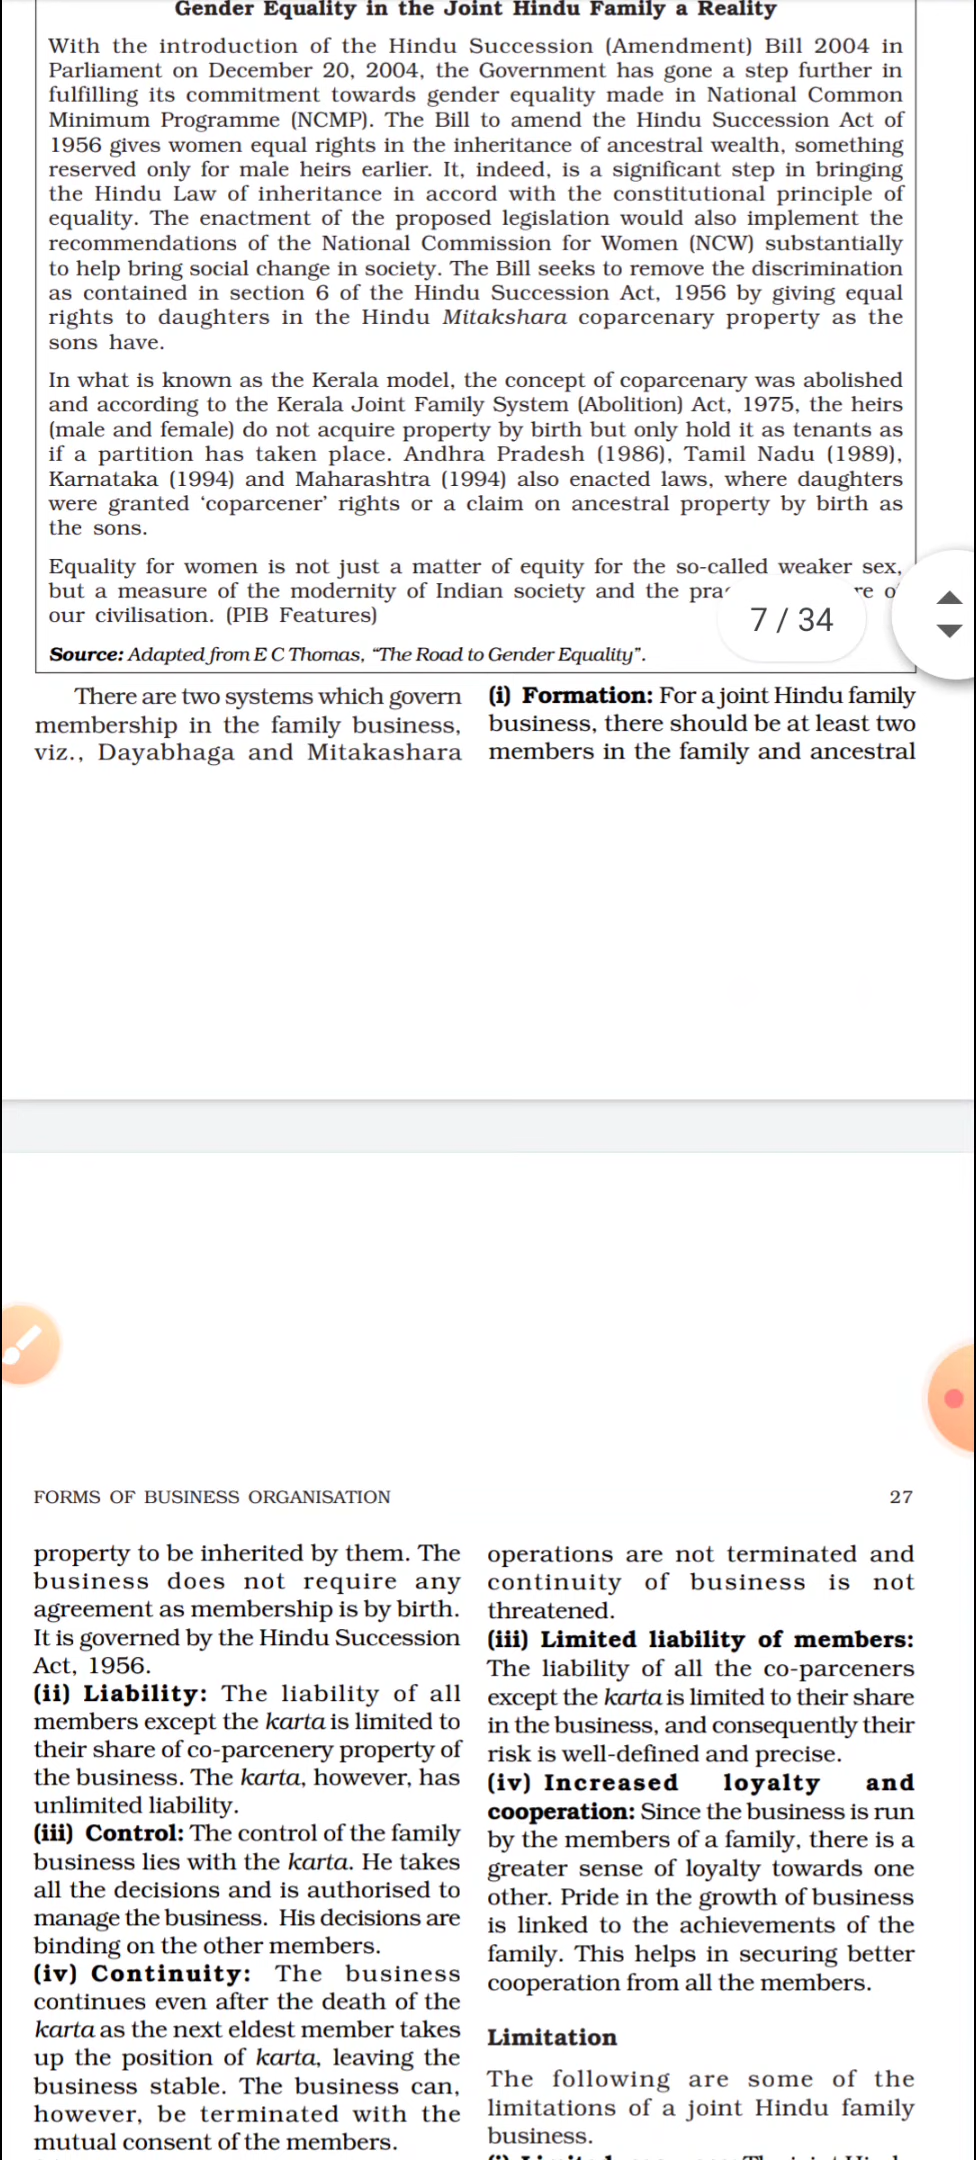 Gender Equality in the Joint Hindu Family a Reality
With the introduction of the Hindu Succession (Amendment) Bill 2004 in
Parliament on December 20, 2004, the Government has gone a step further in
fulfilling its commitment towards gender equality made in National Common
Minimum Programme (NCMP). The Bill to amend the Hindu Succession Act of
1956 gives women equal rights in the inheritance of ancestral wealth, something
reserved only for male heirs earlier. It, indeed, is a significant step in bringing
the Hindu Law of inheritance in accord with the constitutional principle of
equality. The enactment of the proposed legislation would also implement the
recommendations of the National Commission for Women (NCW) substantially
to help bring social change in society. The Bill seeks to remove the discrimination
as contained in section 6 of the Hindu Succession Act, 1956 by giving equal
rights to daughters in the Hindu Mitakshara coparcenary property as the
sons have.
In what is known as the Kerala model, the concept of coparcenary was abolished
and according to the Kerala Joint Family System (Abolition) Act, 1975, the heirs
(male and female) do not acquire property by birth but only hold it as tenants as
if a partition has taken place. Andhra Pradesh (1986), Tamil Nadu (1989),
Karnataka (1994) and Maharashtra (1994) also enacted laws, where daughters
were granted ‘coparcener’ rights or a claim on ancestral property by birth as
the sons.
Equality for women is not just a matter of equity for the so-called weaker sex,
but a measure of the modernity of Indian society and the
our civilisation. (PIB Features)
7 / 34
Source: Adapted from E C Thomas, “The Road to Gender Equality”.
There are two systems which govern
membership in the family business,
viz., Dayabhaga and Mitakashara
(i) Formation: For a joint Hindu family
business, there should be at least two
members in the family and ancestral
FORMS OF BUSINESS ORGANISATION
27
property to be inherited by them. The
business does not require any
agreement as membership is by birth.
It is governed by the Hindu Succession
Act, 1956.
(ii) Liability: The liability of all
members except the karta is limited to
their share of co-parcenery property of
the business. The karta, however, has
unlimited liability.
(iii) Control: The control of the family
business lies with the karta. He takes
all the decisions and is authorised to
manage the business. His decisions are
binding on the other members.
(iv) Continuity: The business
continues even after the death of the
karta as the next eldest member takes
up the position of karta, leaving the
business stable. The business can,
however, be terminated with the
mutual consent of the members.
operations are not terminated and
continuity of business is not
threatened.
(iii) Limited liability of members:
The liability of all the co-parceners
except the karta is limited to their share
in the business, and consequently their
risk is well-defined and precise.
(iv) Increased loyalty and
cooperation: Since the business is run
by the members of a family, there is a
greater sense of loyalty towards one
other. Pride in the growth of business
is linked to the achievements of the
family. This helps in securing better
cooperation from all the members.
Limitation
The following are some of the
limitations of a joint Hindu family
business.